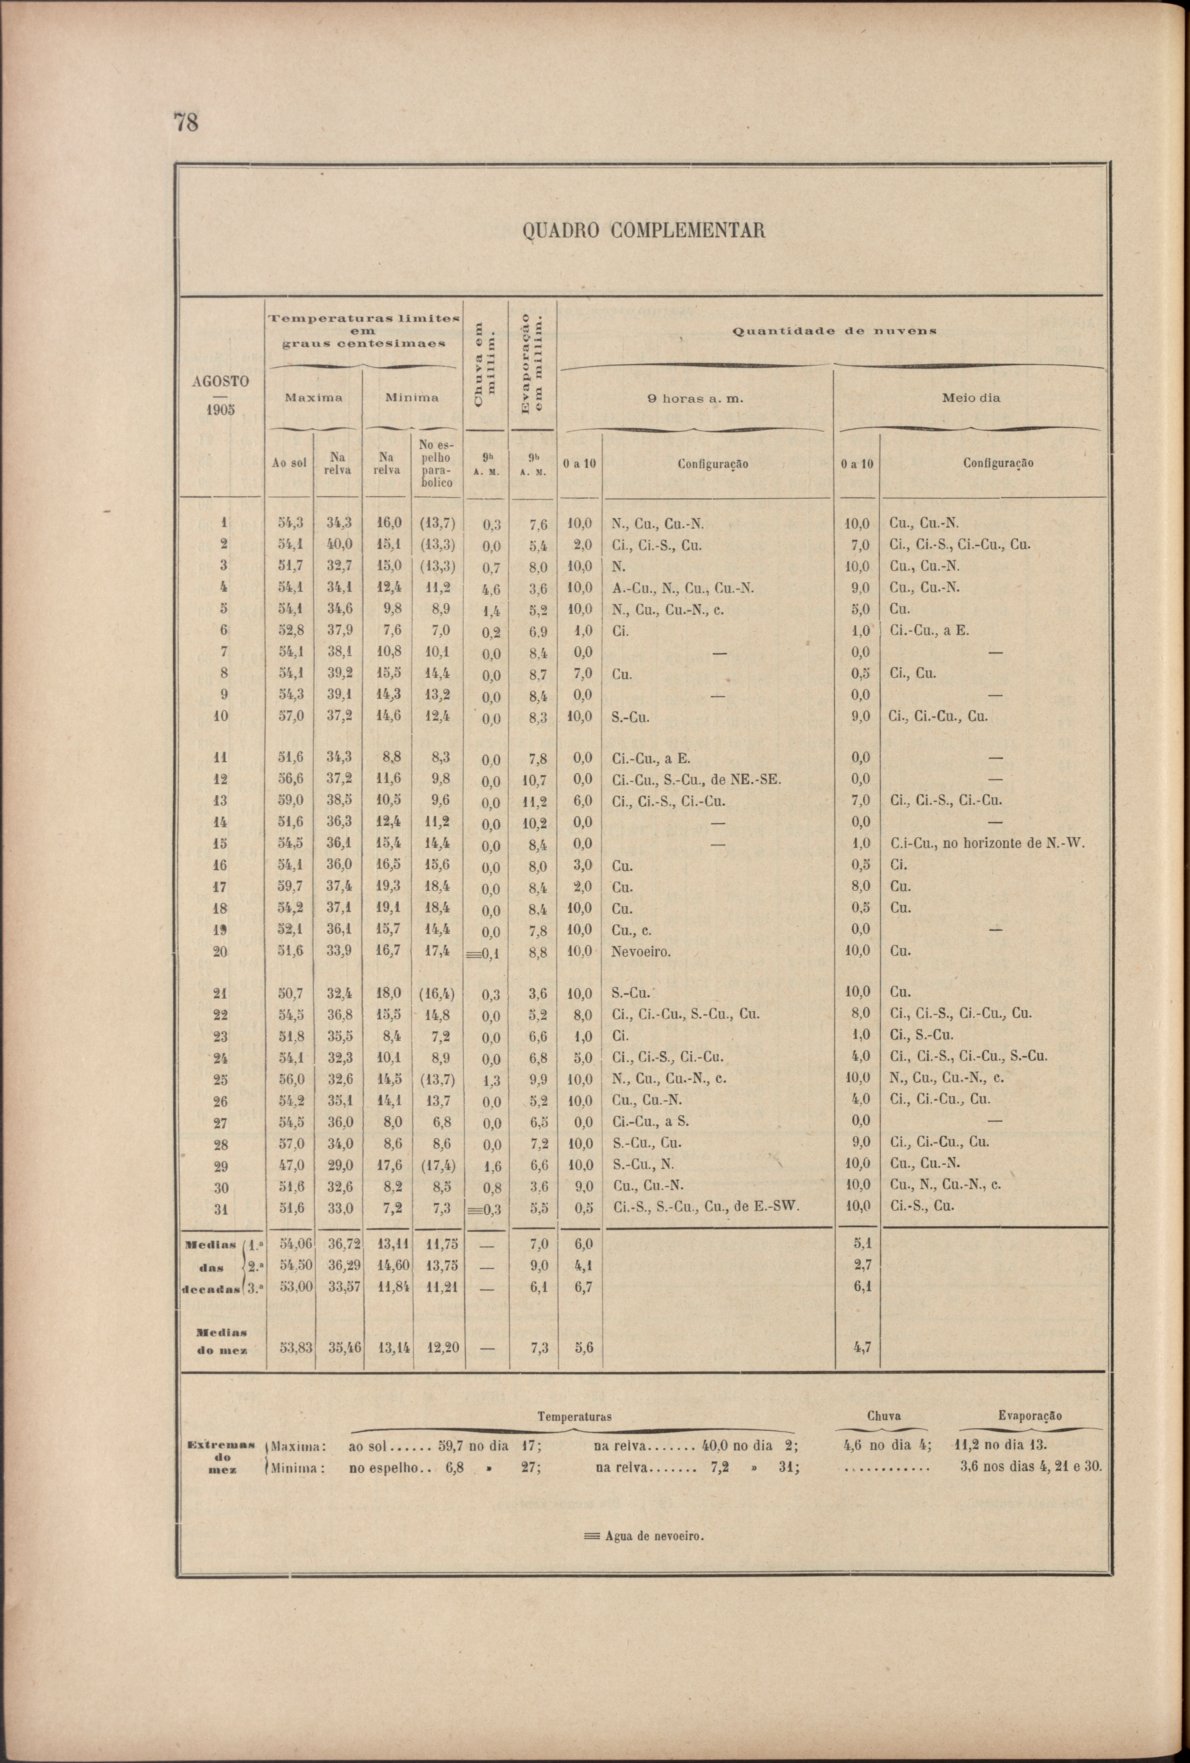 78
QUADRO COMPLEMENTAR
AGOSTO
—
1905
Temperaturas limites
em
graus centesimaes
Chuva em
millim.
Evaporação
em millim.
Quantidade de nuvens
Maxima Minima 9 horas a. m. Meio dia
Ao sol Na relva Na relva No espelho parabolico 9h A. M. 9h A. M. 0 a 10 Configuração 0 a 10 Configuração
1 54,3 34,3 16,0 (13,7) 0,3 7,6 10,0 N., Cu., Cu.-N. 10,0 Cu., Cu.-N.
2 54,1 40,0 15,1 (13,3) 0,0 5,4 2,0 Ci., Ci.-S., Cu. 7,0 Ci., Ci.-S., Ci.-Cu., Cu.
3 51,7 32,7 15,0 (13,3) 0,7 8,0 10,0 N. 10,0 Cu., Cu.-N.
4 54,1 34,1 12,4 11,2 4,6 3,6 10,0 A.-Cu., N., Cu., Cu.-N. 9,0 Cu., Cu.-N.
5 54,1 34,6 9,8 8,9 1,4 5,2 10,0 N., Cu., Cu.-N., c. 5,0 Cu.
6 52,8 37,9 7,6 7,0 0,2 6,9 1,0 Ci. 1,0 Ci.-Cu., a E.
7 54,1 38,1 10,8 10,1 0,0 8,4 0,0 — 0,0 —
8 54,1 39,2 15,5 14,4 0,0 8,7 7,0 Cu. 0,5 Ci., Cu.
9 54,3 39,1 14,3 13,2 0,0 8,4 0,0 — 0,0 —
10 57,0 37,2 14,6 12,4 0,0 8,3 10,0 S.-Cu. 9,0 Ci., Ci.-Cu., Cu.
11 51,6 34,3 8,8 8,3 0,0 7,8 0,0 Ci.-Cu., a E. 0,0 —
12 56,6 37,2 11,6 9,8 0,0 10,7 0,0 Ci.-Cu., S.-Cu., de NE.-SE. 0,0 —
13 59,0 38,5 10,5 9,6 0,0 11,2 6,0 Ci., Ci.-S., Ci.-Cu. 7,0 Ci., Ci.-S., Ci.-Cu.
14 51,6 36,3 12,4 11,2 0,0 10,2 0,0 — 0,0 —
15 54,5 36,1 15,4 14,4 0,0 8,4 0,0 — 1,0 C.i-Cu., no horizonte de N.-W.
16 54,1 36,0 16,5 15,6 0,0 8,0 3,0 Cu. 0,5 Ci.
17 59,7 37,4 19,3 18,4 0,0 8,4 2,0 Cu. 8,0 Cu.
18 54,2 37,1 19,1 18,4 0,0 8,4 10,0 Cu. 0,5 Cu.
19 52,1 36,1 15,7 14,4 0,0 7,8 10,0 Cu., c. 0,0 —
20 51,6 33,9 16,7 17,4 ≡0,1 8,8 10,0 Nevoeiro. 10,0 Cu.
21 50,7 32,4 18,0 (16,4) 0,3 3,6 10,0 S.-Cu. 10,0 Cu.
22 54,5 36,8 15,5 14,8 0,0 5,2 8,0 Ci., Ci.-Cu., S.-Cu., Cu. 8,0 Ci., Ci.-S., Ci.-Cu., Cu.
23 51,8 35,5 8,4 7,2 0,0 6,6 1,0 Ci. 1,0 Ci., S.-Cu.
24 54,1 32,3 10,1 8,9 0,0 6,8 5,0 Ci., Ci.-S., Ci.-Cu. 4,0 Ci., Ci.-S., Ci.-Cu., S.-Cu.
25 56,0 32,6 14,5 (13,7) 1,3 9,9 10,0 N., Cu., Cu.-N., c. 10,0 N., Cu., Cu.-N., c.
26 54,2 35,1 14,1 13,7 0,0 5,2 10,0 Cu., Cu.-N. 4,0 Ci., Ci.-Cu., Cu.
27 54,5 36,0 8,0 6,8 0,0 6,5 0,0 Ci.-Cu., a S. 0,0 —
28 57,0 34,0 8,6 8,6 0,0 7,2 10,0 S.-Cu., Cu. 9,0 Ci., Ci.-Cu., Cu.
29 47,0 29,0 17,6 (17,4) 1,6 6,6 10,0 S.-Cu., N. 10,0 Cu., Cu.-N.
30 51,6 32,6 8,2 8,5 0,8 3,6 9,0 Cu., Cu.-N. 10,0 Cu., N., Cu.-N., c.
31 51,6 33,0 7,2 7,3 ≡0,3 5,5 0,5 Ci.-S., S.-Cu., Cu., de E.-SW. 10,0 Ci.-S., Cu.
Medias 1.ª 54,06 36,72 13,11 11,75 — 7,0 6,0 5,1
das 2.ª 54,50 36,29 14,60 13,75 — 9,0 4,1 2,7
decadas 3.ª 53,00 33,57 11,84 11,21 — 6,1 6,7 6,1
Medias
do mez 53,83 35,46 13,14 12,20 — 7,3 5,6 4,7
Temperaturas Chuva Evaporação
Extremas
do
mez
Maxima: ao sol...... 59,7 no dia 17; na relva....... 40,0 no dia 2; 4,6 no dia 4; 11,2 no dia 13.
Minima: no espelho.. 6,8 » 27; na relva....... 7,2 » 31; ............ 3,6 nos dias 4, 21 e 30.
≡ Agua de nevoeiro.